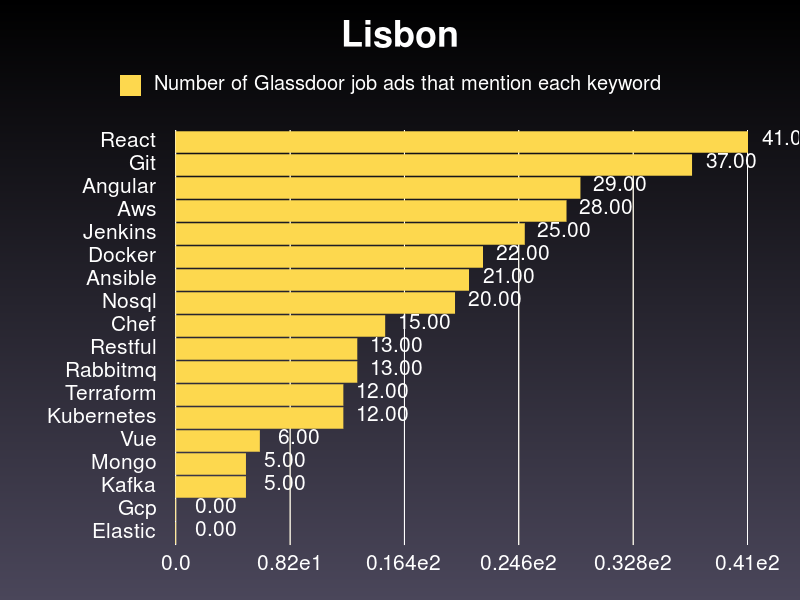 Lisbon
Number of Glassdoor job ads that mention each keyword
React 41.0
Git 37.00
Angular 29.00
Aws 28.00
Jenkins 25.00
Docker 22.00
Ansible 21.00
Nosql 20.00
Chef 15.00
Restful 13.00
Rabbitmq 13.00
Terraform 12.00
Kubernetes 12.00
Vue 6.00
Mongo 5.00
Kafka 5.00
Gcp 0.00
Elastic 0.00
0.0 0.82e1 0.164e2 0.246e2 0.328e2 0.41e2